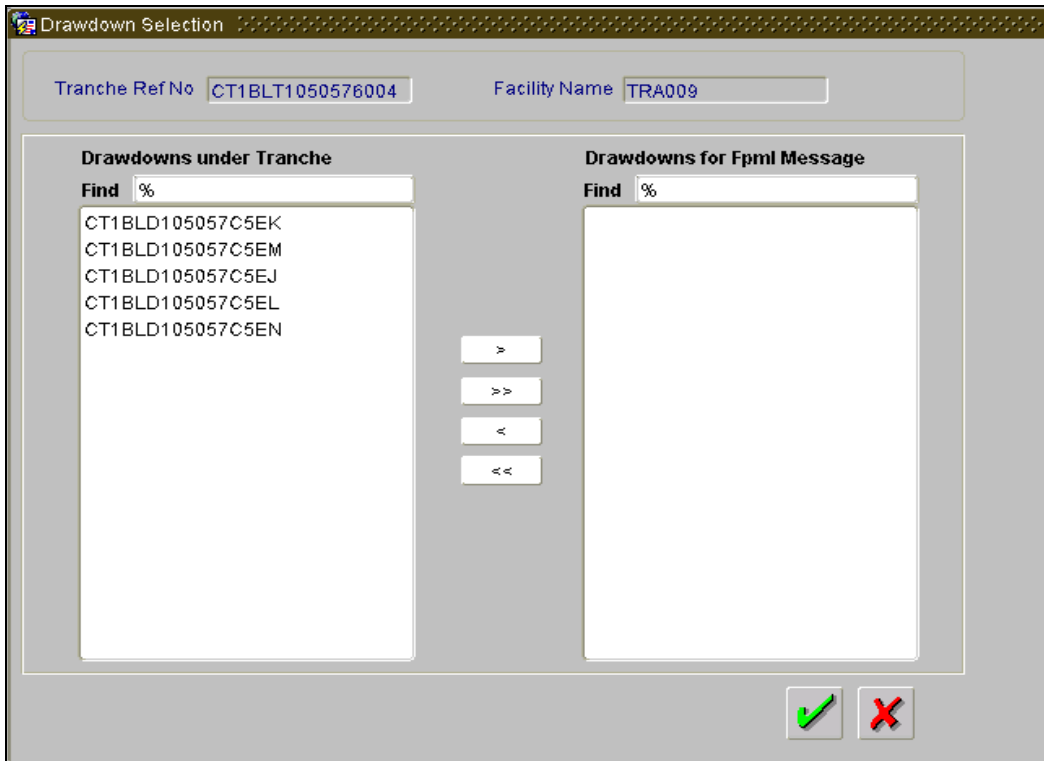 Drawdown Selection
Tranche Ref No CT1BLT1050576004 Facility Name TRA009
Drawdowns under Tranche Drawdowns for Fpml Message
Find % Find %
CT1BLD105057C5EK
CT1BLD105057C5EM
CT1BLD105057C5EJ
CT1BLD105057C5EL
CT1BLD105057C5EN
>
>>
<
<<